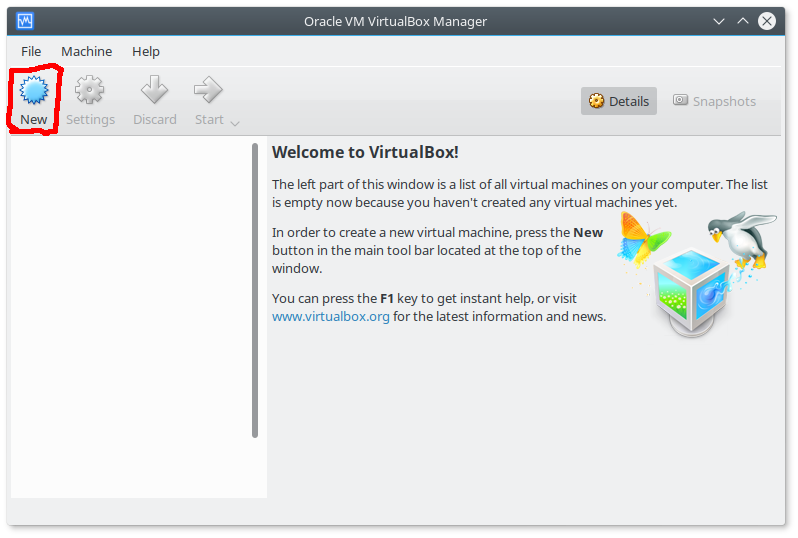 Oracle VM VirtualBox Manager
File Machine Help
New Settings Discard Start Details Snapshots
Welcome to VirtualBox!
The left part of this window is a list of all virtual machines on your computer. The list
is empty now because you haven't created any virtual machines yet.
In order to create a new virtual machine, press the New
button in the main tool bar located at the top of the
window.
You can press the F1 key to get instant help, or visit
www.virtualbox.org for the latest information and news.